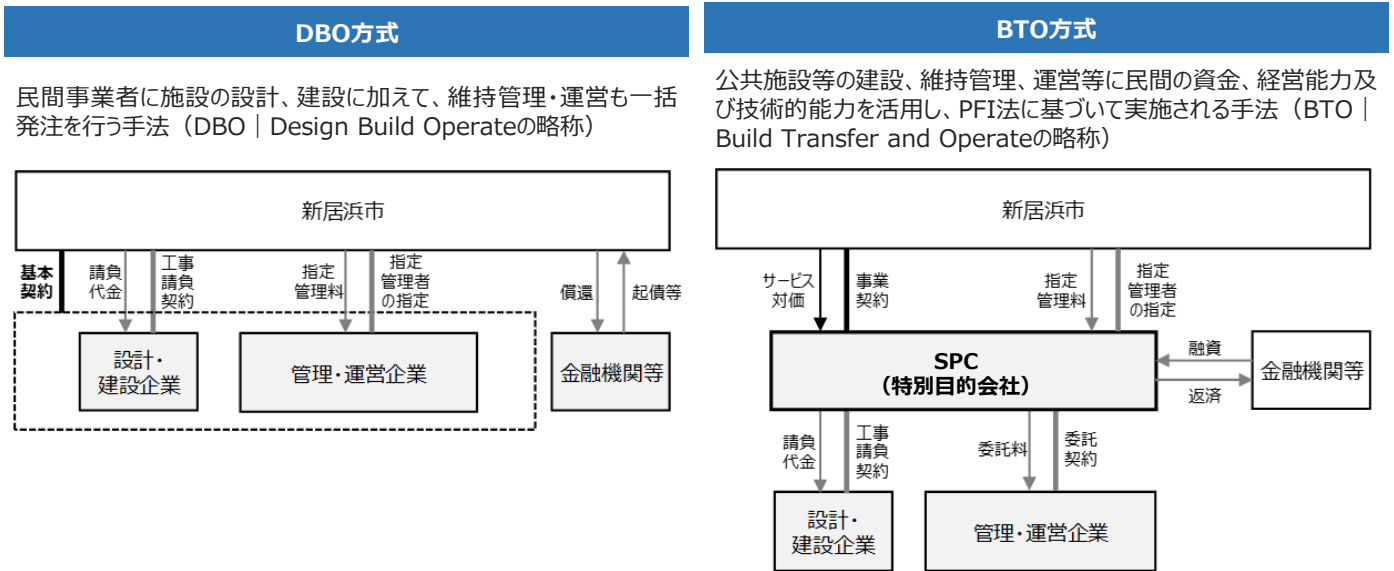 DBO方式
民間事業者に施設の設計、建設に加えて、維持管理・運営も一括
発注を行う手法（DBO｜Design Build Operateの略称）
新居浜市
基本
契約
請負
代金
工事
請負
契約
指定
管理料
指定
管理者
の指定
償還
起債等
設計・
建設企業
管理・運営企業
金融機関等
BTO方式
公共施設等の建設、維持管理、運営等に民間の資金、経営能力及
び技術的能力を活用し、PFI法に基づいて実施される手法（BTO｜
Build Transfer and Operateの略称）
新居浜市
サービス
対価
事業
契約
指定
管理料
指定
管理者
の指定
SPC
（特別目的会社）
融資
返済
金融機関等
請負
代金
工事
請負
契約
委託料
委託
契約
設計・
建設企業
管理・運営企業